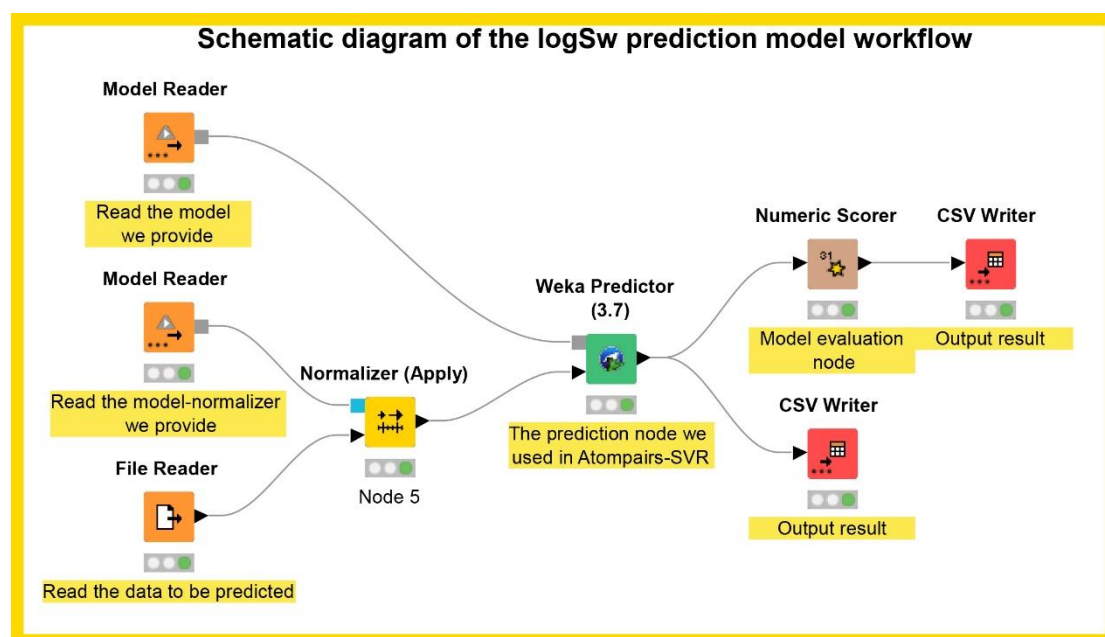 Schematic diagram of the logSw prediction model workflow
Model Reader
Read the model
we provide
Model Reader
Read the model-normalizer
we provide
File Reader
Read the data to be predicted
Normalizer (Apply)
Node 5
Weka Predictor
(3.7)
The prediction node we
used in Atompairs-SVR
Numeric Scorer
31
Model evaluation
node
CSV Writer
Output result
CSV Writer
Output result